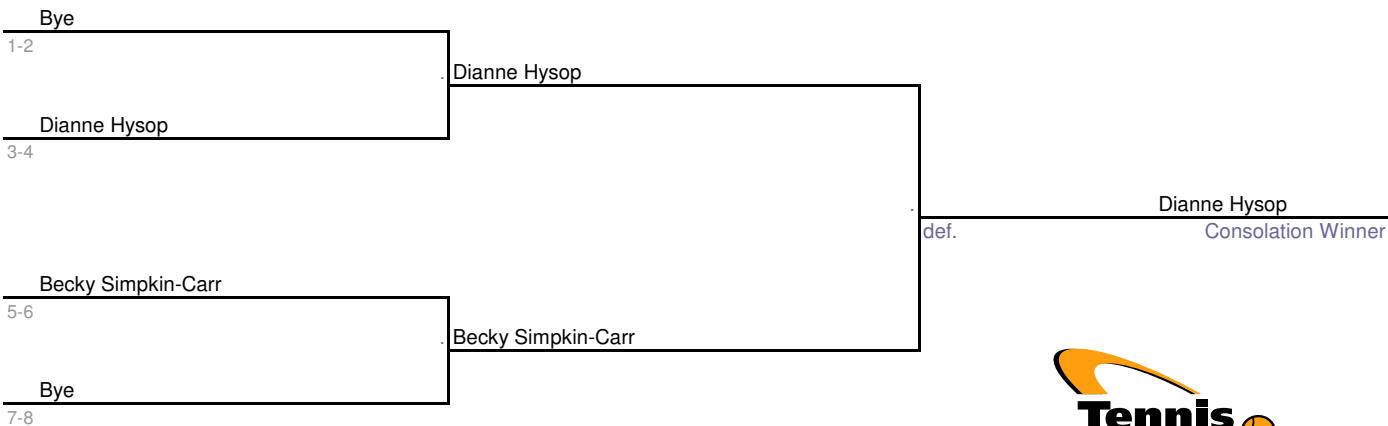 Bye
1-2
. Dianne Hysop
Dianne Hysop
3-4
. Dianne Hysop
def. Consolation Winner
Becky Simpkin-Carr
5-6
. Becky Simpkin-Carr
Bye
7-8
Tennis